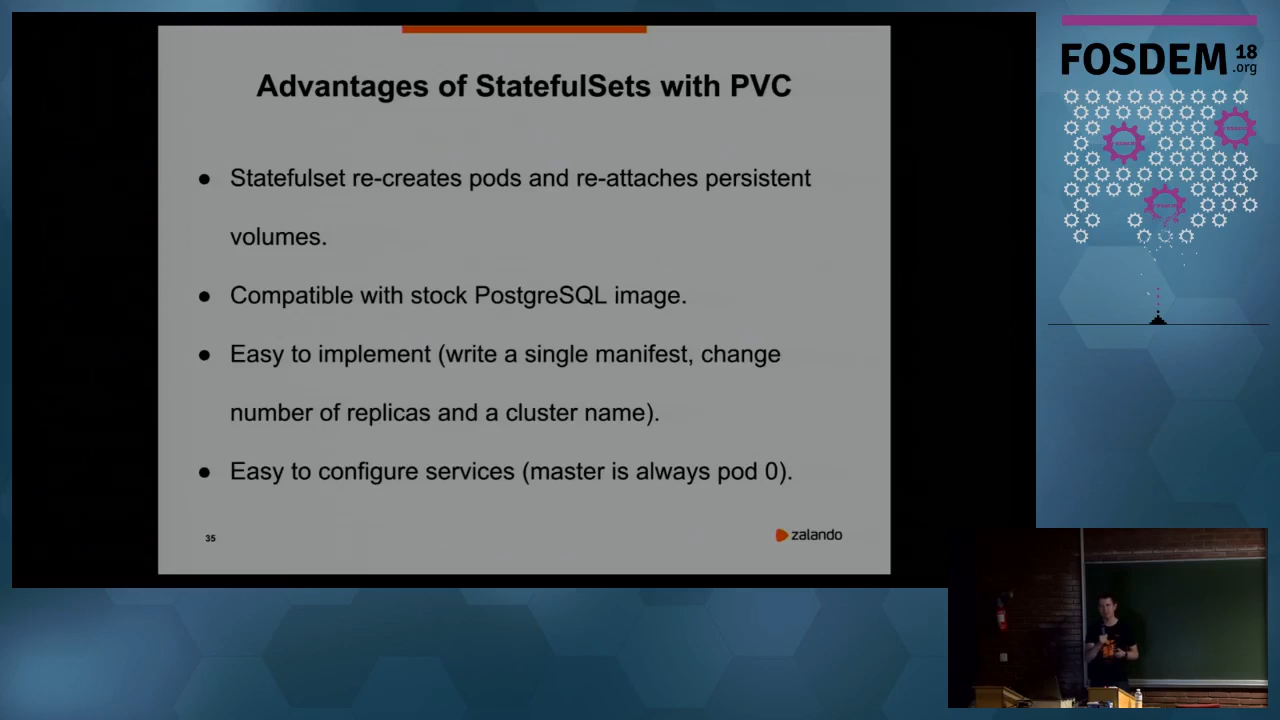 Advantages of StatefulSets with PVC
● Statefulset re-creates pods and re-attaches persistent
volumes.
● Compatible with stock PostgreSQL image.
● Easy to implement (write a single manifest, change
number of replicas and a cluster name).
● Easy to configure services (master is always pod 0).
35
zalando
FOSDEM 18
.org